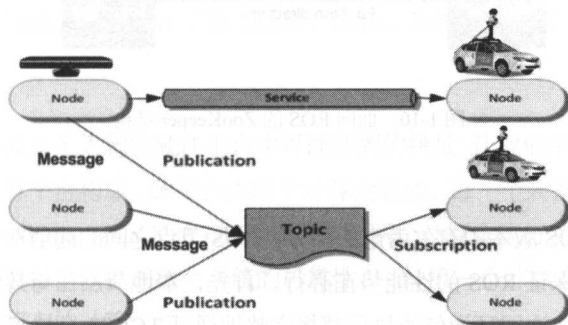 Node
Service
Node
Message
Publication
Node
Message
Topic
Node
Subscription
Node
Publication
Node